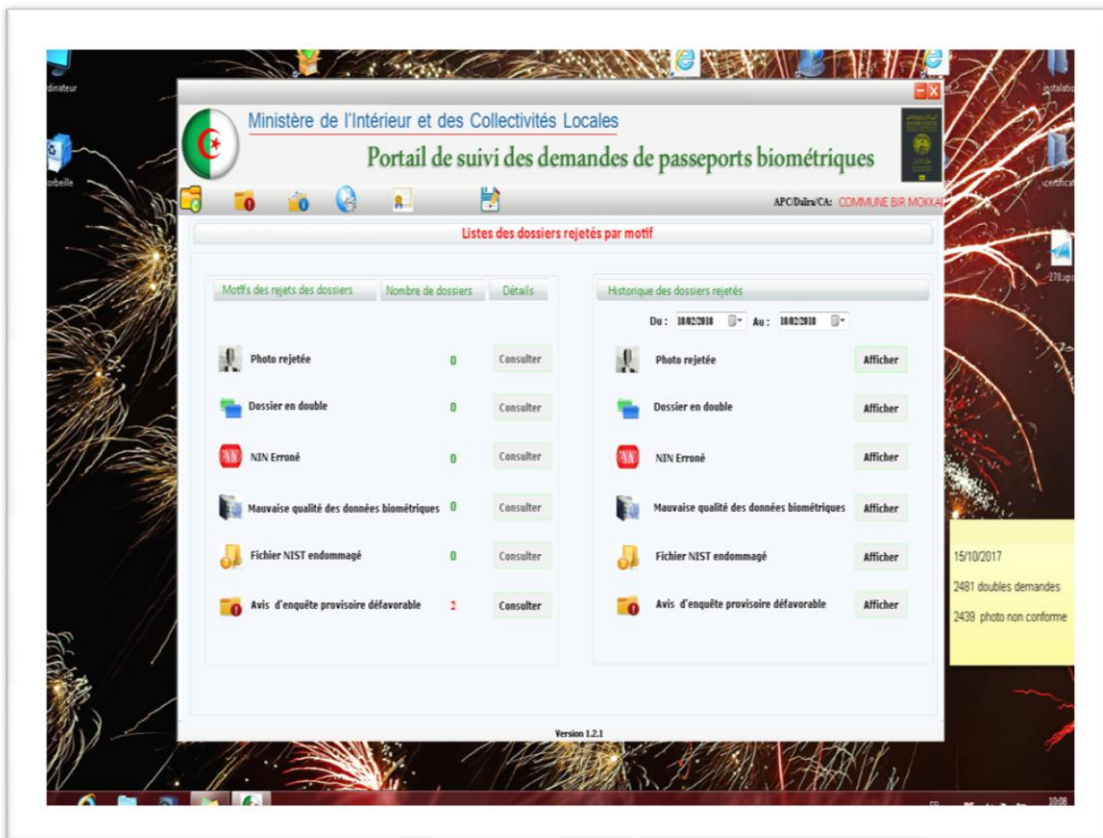 Ministère de l'Intérieur et des Collectivités Locales
Portail de suivi des demandes de passeports biométriques
APC/Daïra/CA: COMMUNE BIR MOKKAD
Listes des dossiers rejetés par motif
Motifs des rejets des dossiers Nombre de dossiers Détails
Photo rejetée 0 Consulter
Dossier en double 0 Consulter
NIN Erroné 0 Consulter
Mauvaise qualité des données biométriques 0 Consulter
Fichier NIST endommagé 0 Consulter
Avis d'enquête provisoire défavorable 2 Consulter
Historique des dossiers rejetés
Du : 18/02/2018 Au : 18/02/2018
Photo rejetée Afficher
Dossier en double Afficher
NIN Erroné Afficher
Mauvaise qualité des données biométriques Afficher
Fichier NIST endommagé Afficher
Avis d'enquête provisoire défavorable Afficher
Version 1.2.1
278.xps
15/10/2017
2481 doubles demandes
2439 photo non conforme
10:08